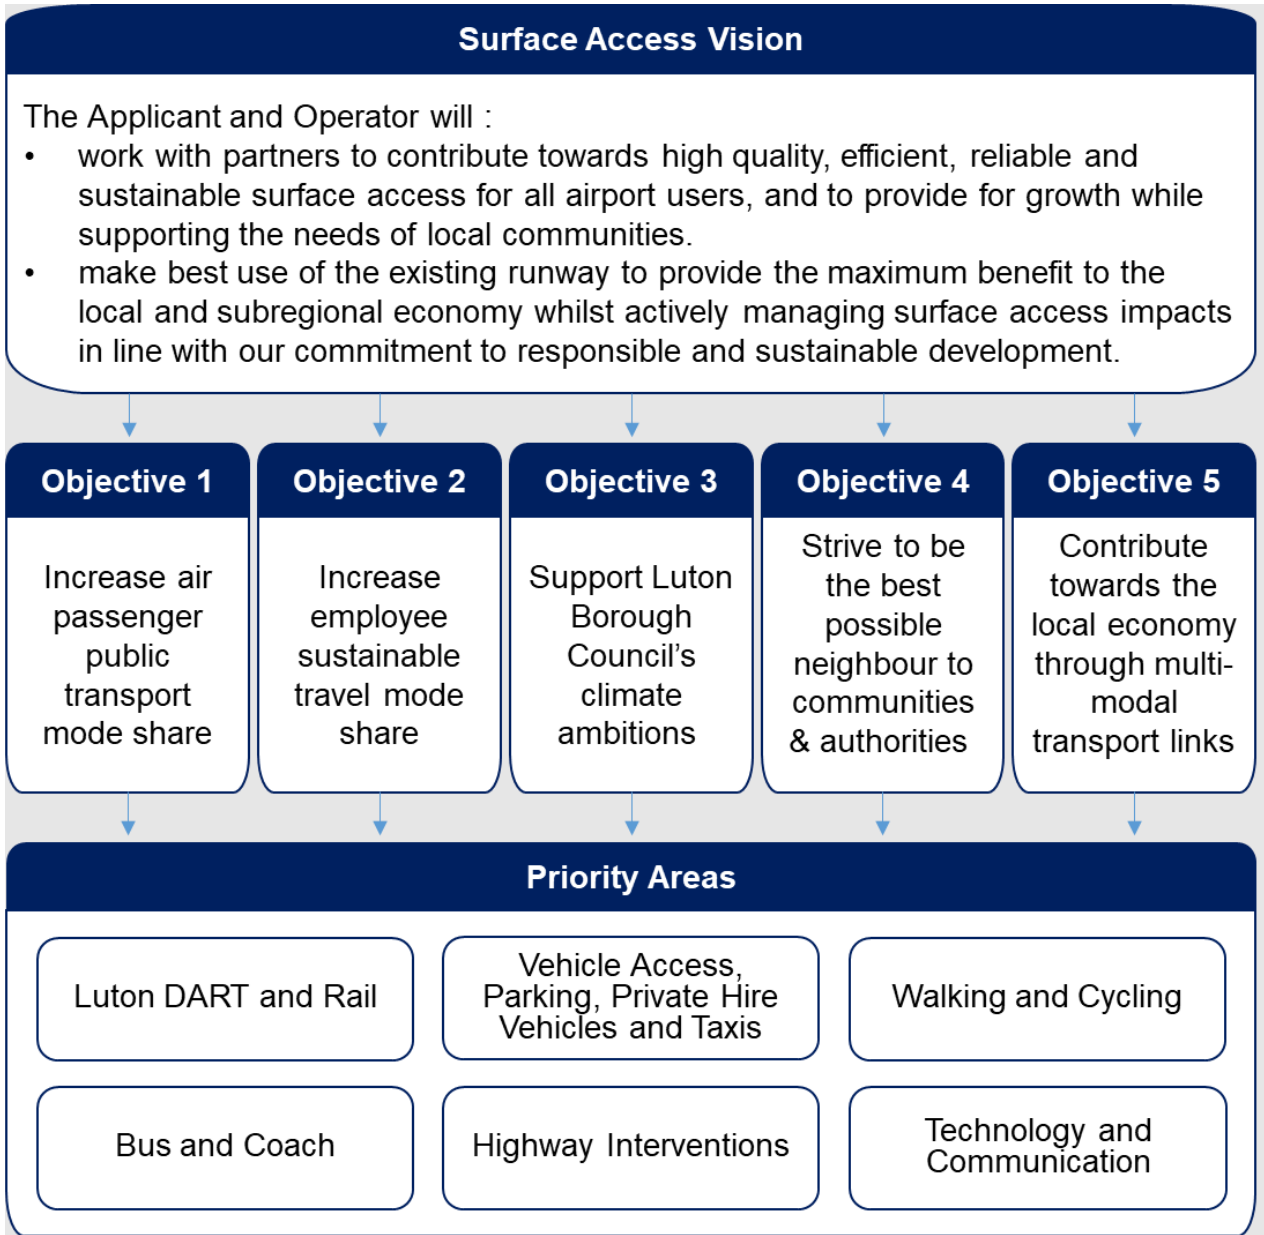 Surface Access Vision
The Applicant and Operator will :
• work with partners to contribute towards high quality, efficient, reliable and
sustainable surface access for all airport users, and to provide for growth while
supporting the needs of local communities.
• make best use of the existing runway to provide the maximum benefit to the
local and subregional economy whilst actively managing surface access impacts
in line with our commitment to responsible and sustainable development.
Objective 1
Increase air
passenger
public
transport
mode share
Objective 2
Increase
employee
sustainable
travel mode
share
Objective 3
Support Luton
Borough
Council’s
climate
ambitions
Objective 4
Strive to be
the best
possible
neighbour to
communities
& authorities
Objective 5
Contribute
towards the
local economy
through multi-
modal
transport links
Priority Areas
Luton DART and Rail
Vehicle Access,
Parking, Private Hire
Vehicles and Taxis
Walking and Cycling
Bus and Coach
Highway Interventions
Technology and
Communication